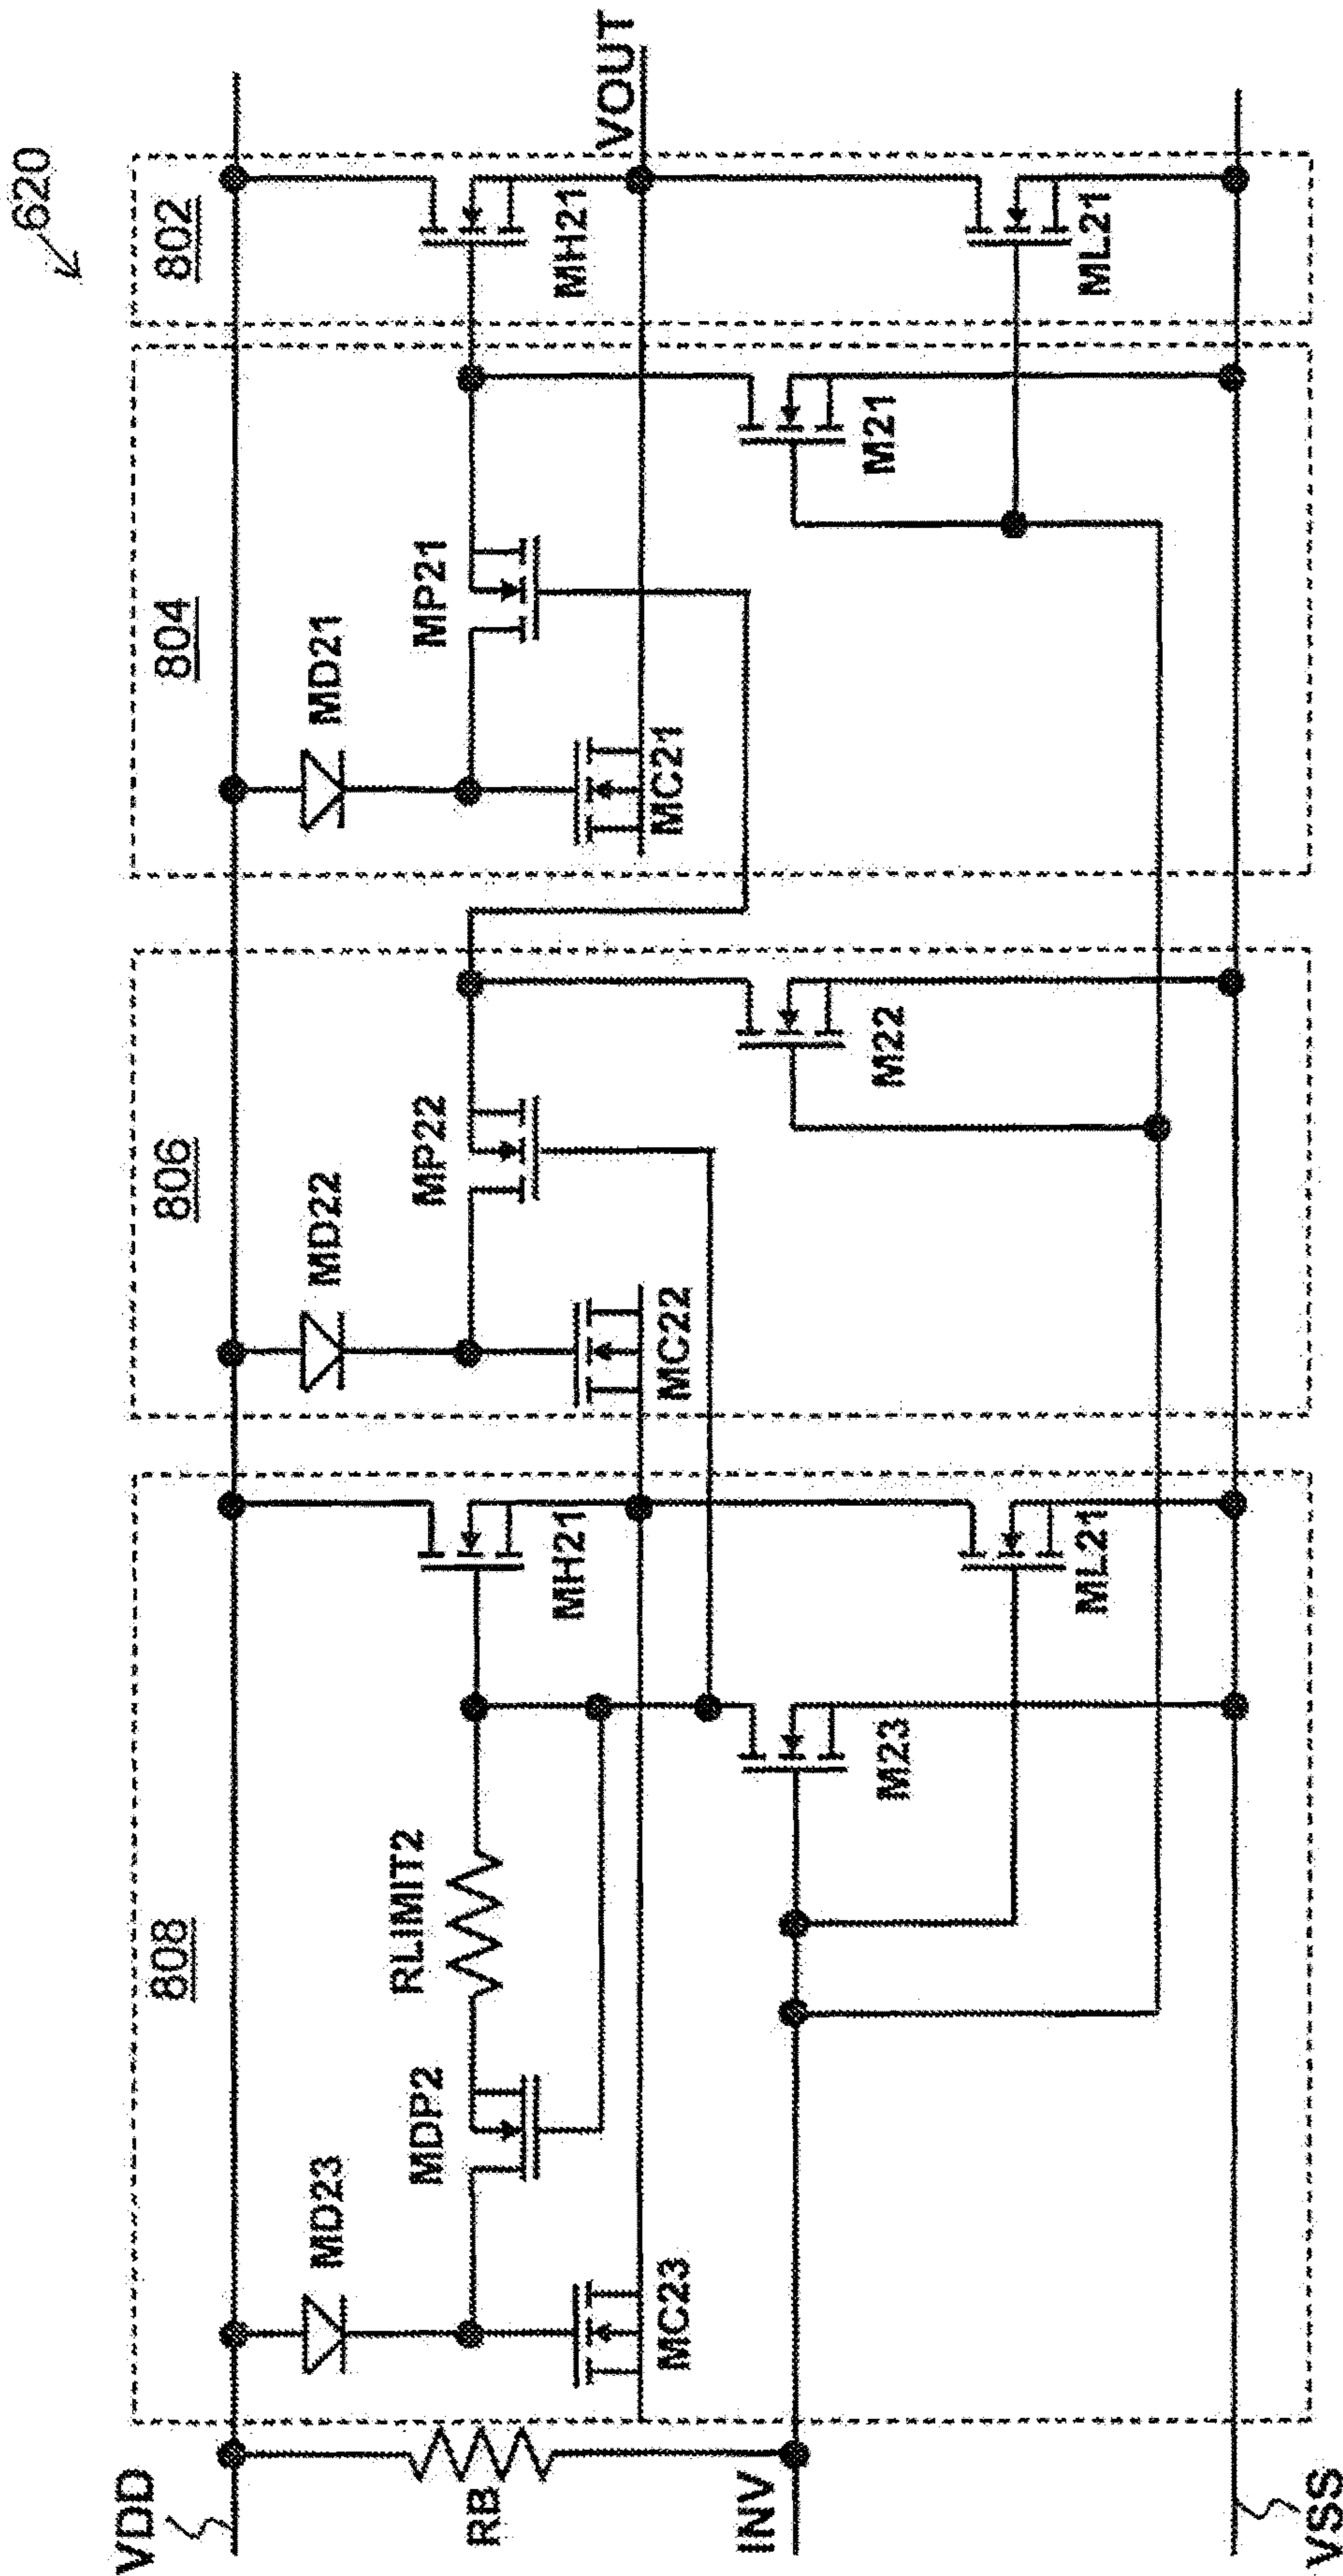 620
808
806
804
802
VDD
MD23
MD22
MD21
RB
MDP2
RLIMIT2
MH21
MP22
MP21
MH21
VOUT
MC23
MC22
MC21
INV
M23
M22
M21
ML21
ML21
VSS